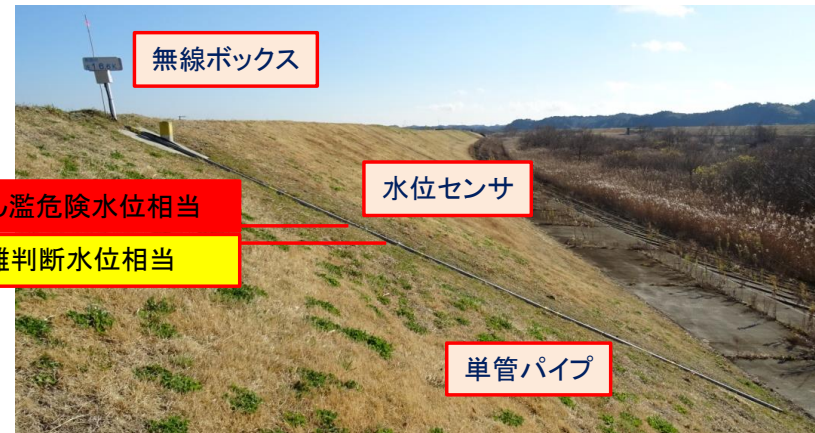 無線ボックス
水位センサ
濫危険水位相当
判断水位相当
単管パイプ